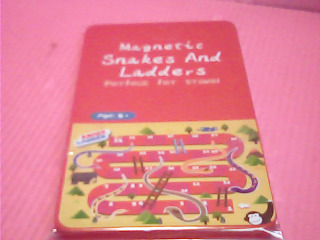 Magnetic
Snakes And
Ladders
Perfect for travel
Age: 6 +